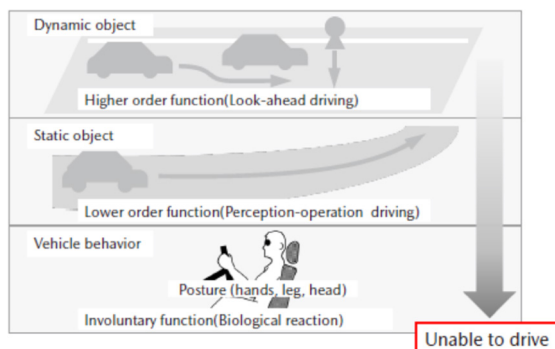 Dynamic object
Higher order function(Look-ahead driving)
Static object
Lower order function(Perception-operation driving)
Vehicle behavior
Posture (hands, leg, head)
Involuntary function(Biological reaction)
Unable to drive